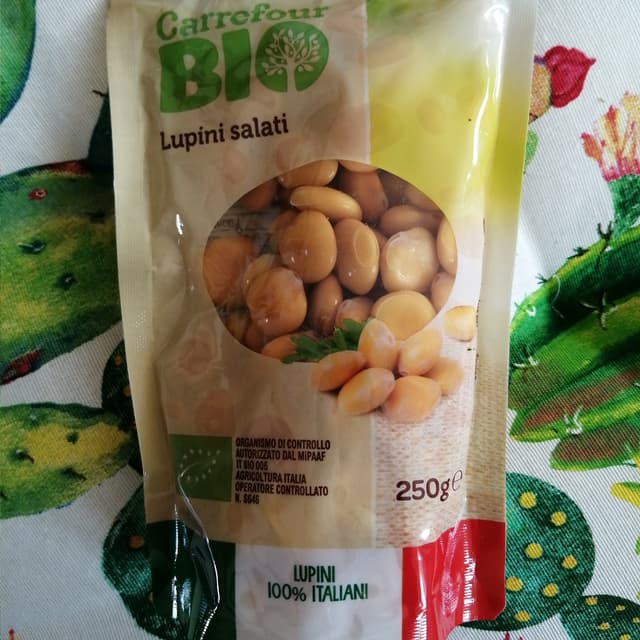 Carrefour
BIO
Lupini salati
ORGANISMO DI CONTROLLO
AUTORIZZATO DAL MIPAAF
IT BIO 005
AGRICOLTURA ITALIA
OPERATORE CONTROLLATO
N. 8646
250g℮
LUPINI
100% ITALIANI